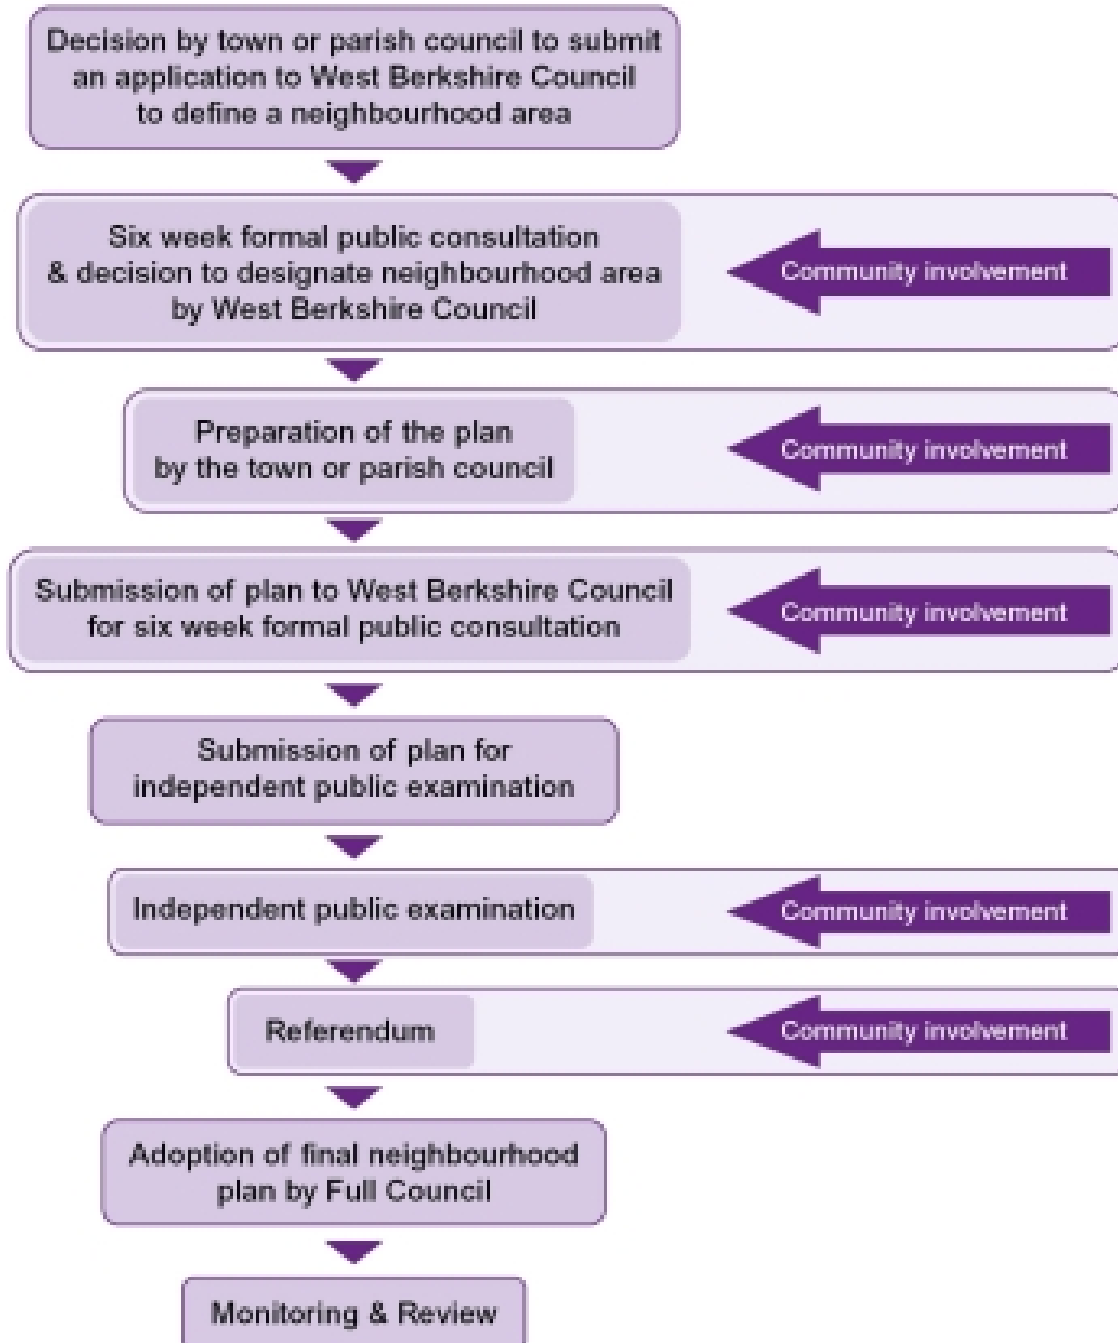 Decision by town or parish council to submit
an application to West Berkshire Council
to define a neighbourhood area
Six week formal public consultation
& decision to designate neighbourhood area
by West Berkshire Council
Community involvement
Preparation of the plan
by the town or parish council
Community involvement
Submission of plan to West Berkshire Council
for six week formal public consultation
Community involvement
Submission of plan for
independent public examination
Independent public examination
Community involvement
Referendum
Community involvement
Adoption of final neighbourhood
plan by Full Council
Monitoring & Review